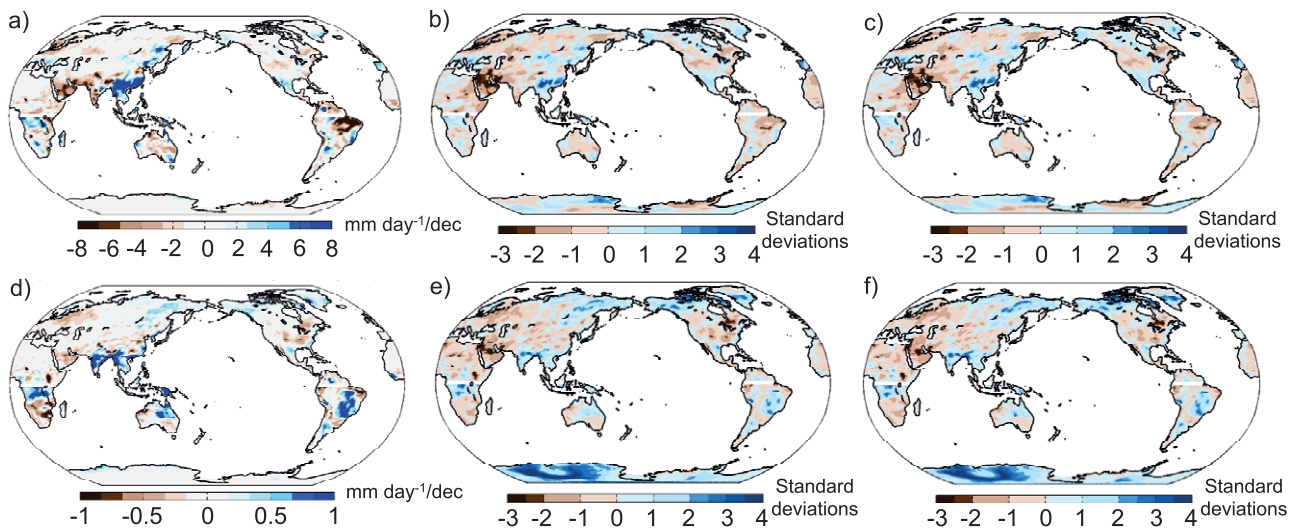 a) b) c)
-8 -6 -4 -2 0 2 4 6 8 mm day⁻¹/dec
-3 -2 -1 0 1 2 3 4 Standard deviations
-3 -2 -1 0 1 2 3 4 Standard deviations
d) e) f)
-1 -0.5 0 0.5 1 mm day⁻¹/dec
-3 -2 -1 0 1 2 3 4 Standard deviations
-3 -2 -1 0 1 2 3 4 Standard deviations